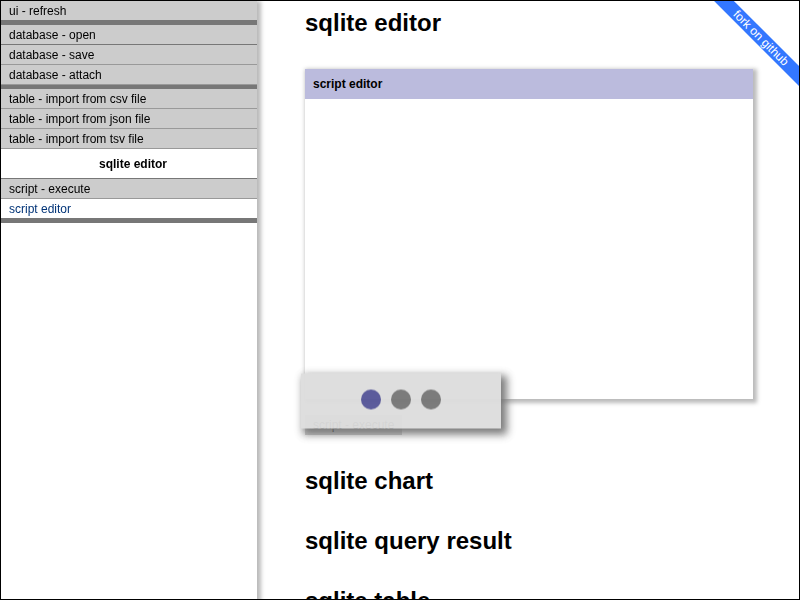 ui - refresh
database - open
database - save
database - attach
table - import from csv file
table - import from json file
table - import from tsv file
sqlite editor
script - execute
script editor
sqlite editor
fork on github
script editor
sqlite chart
sqlite query result
sqlite table